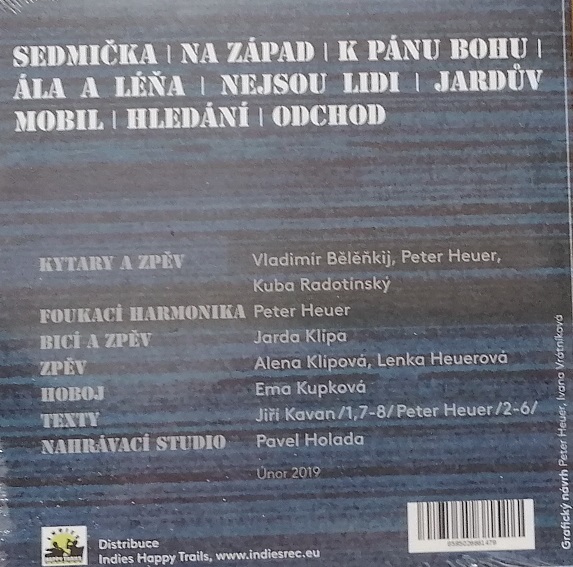 SEDMIČKA | NA ZÁPAD | K PÁNU BOHU |
ÁLA A LÉŇA | NEJSOU LIDI | JARDŮV
MOBIL | HLEDÁNÍ | ODCHOD
KYTARY A ZPĚV Vladimír Bělěňkij, Peter Heuer,
Kuba Radotínský
FOUKACÍ HARMONIKA Peter Heuer
BICÍ A ZPĚV Jarda Klípa
ZPĚV Alena Klipová, Lenka Heuerová
HOBOJ Ema Kupková
TEXTY Jiří Kavan /1,7-8/ Peter Heuer /2-6/
NAHRÁVACÍ STUDIO Pavel Holada
Únor 2019
Grafický návrh Peter Heuer, Ivana Vrátníková
Distribuce
Indies Happy Trails, www.indiesrec.eu